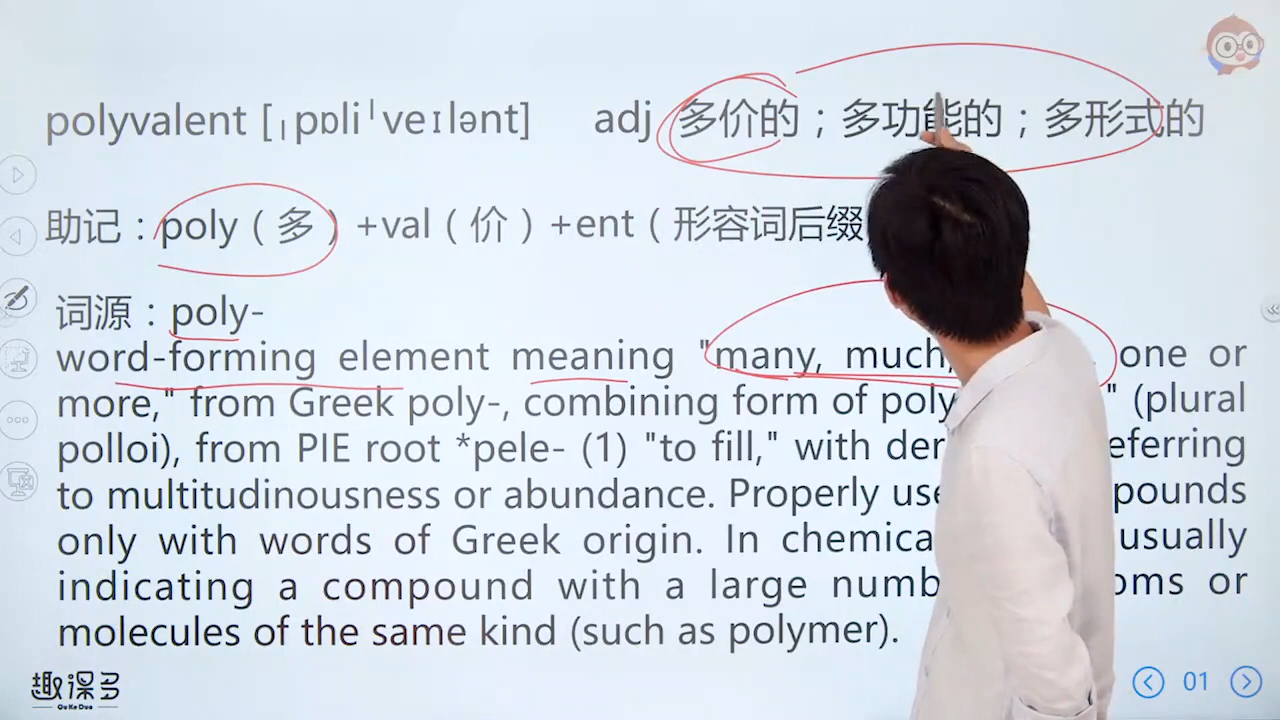 polyvalent [ˌpɒliˈveɪlənt] adj 多价的；多功能的；多形式的
助记：poly（多）+val（价）+ent（形容词后缀
词源：poly-
word-forming element meaning "many, much, one or
more," from Greek poly-, combining form of poly " (plural
polloi), from PIE root *pele- (1) "to fill," with der eferring
to multitudinousness or abundance. Properly use pounds
only with words of Greek origin. In chemica usually
indicating a compound with a large numb oms or
molecules of the same kind (such as polymer).
趣课多
Qu Ke Duo
01